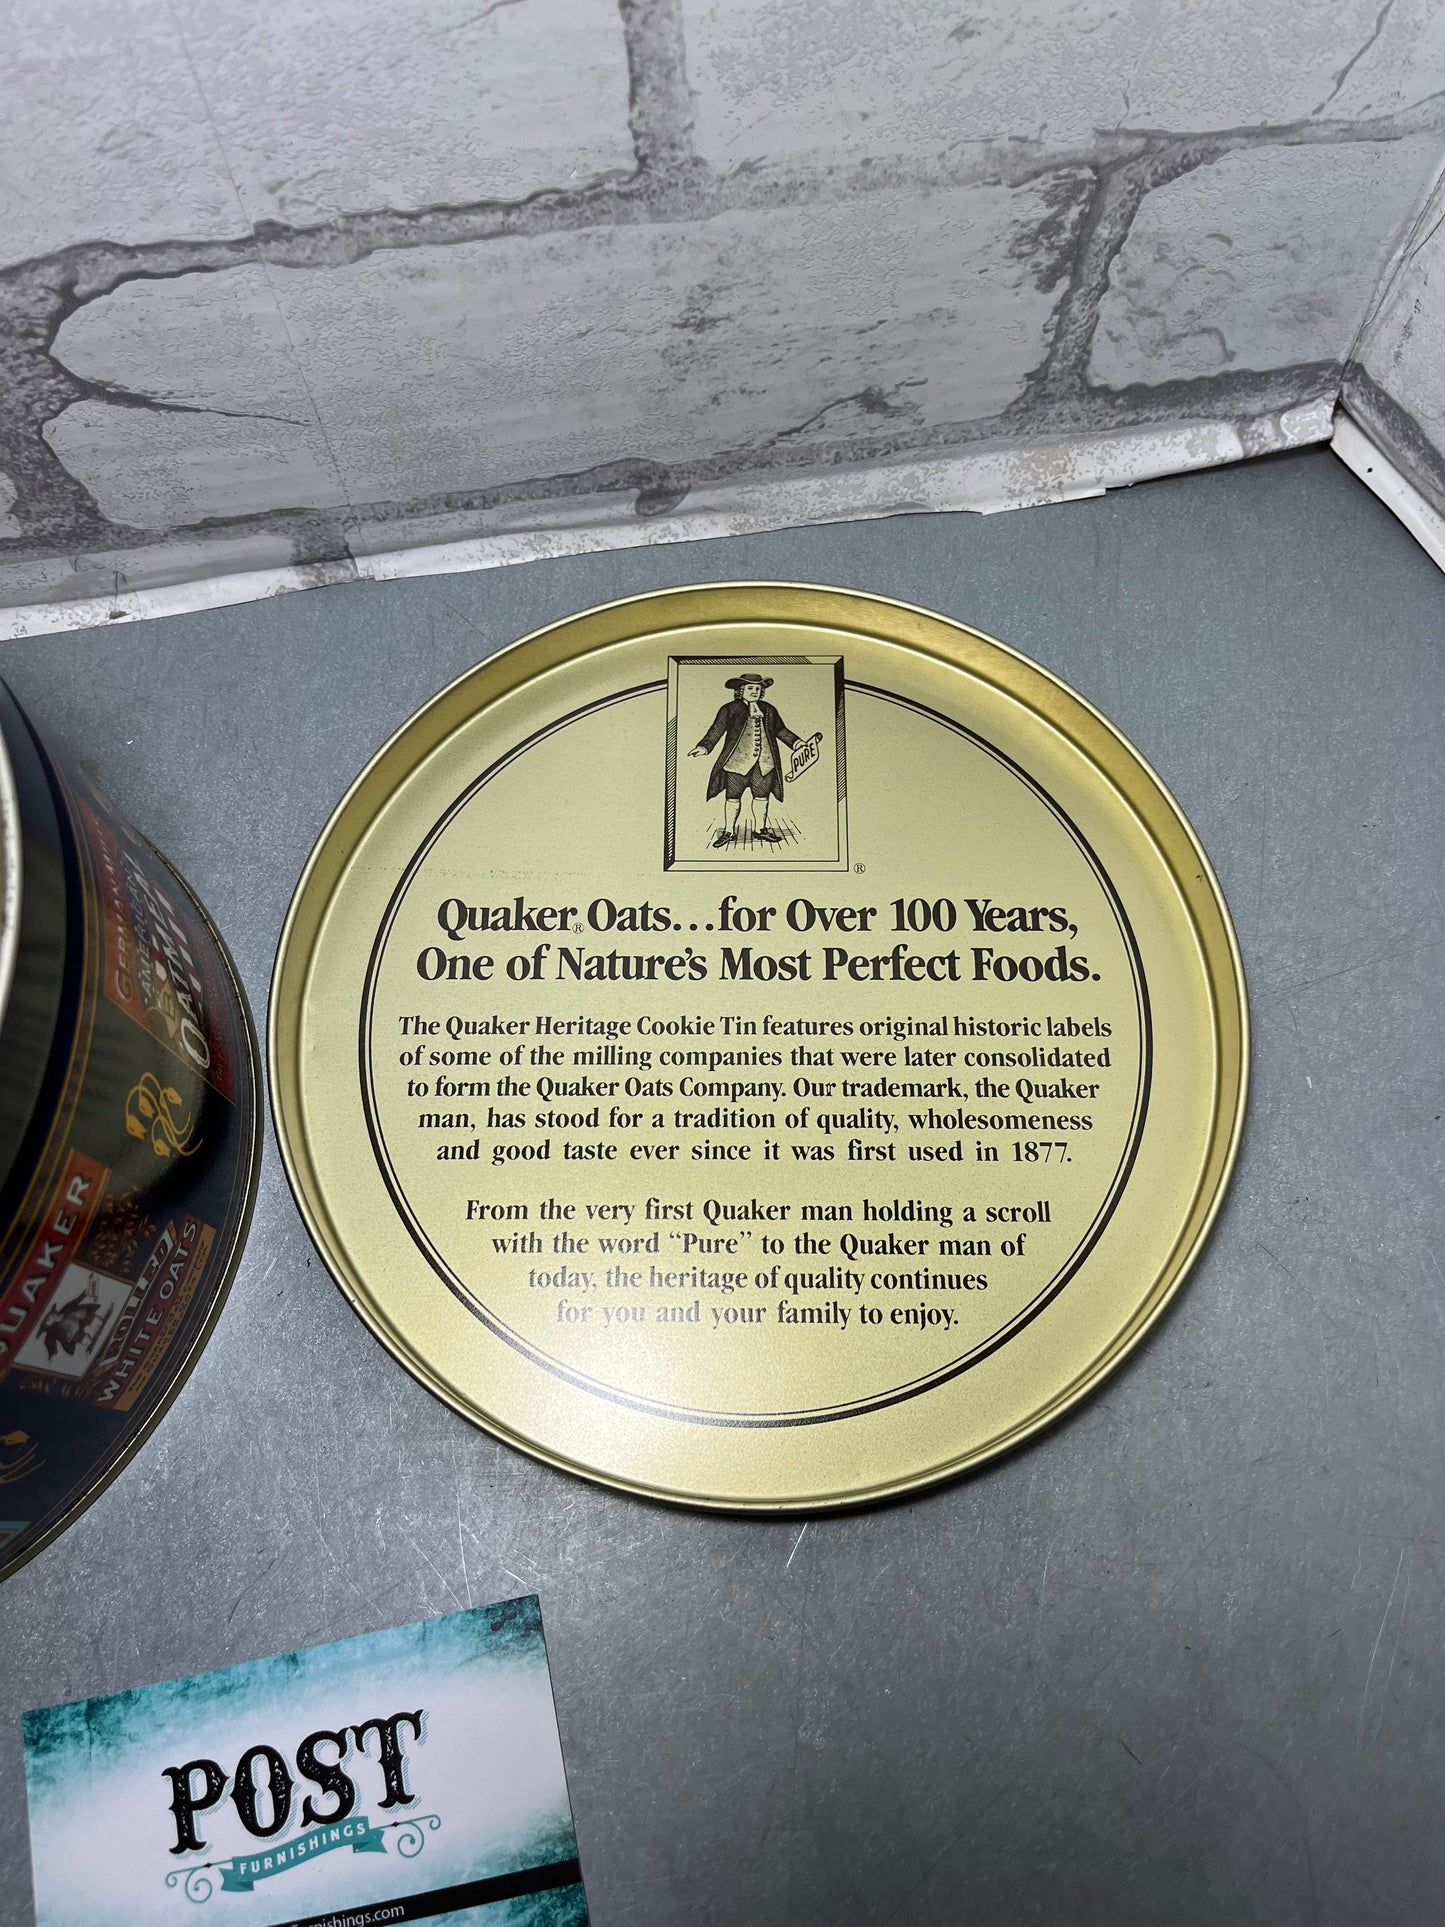 PURE
®
Quaker® Oats...for Over 100 Years,
One of Nature's Most Perfect Foods.
The Quaker Heritage Cookie Tin features original historic labels
of some of the milling companies that were later consolidated
to form the Quaker Oats Company. Our trademark, the Quaker
man, has stood for a tradition of quality, wholesomeness
and good taste ever since it was first used in 1877.
From the very first Quaker man holding a scroll
with the word “Pure” to the Quaker man of
today, the heritage of quality continues
for you and your family to enjoy.
GERMAN
AMERICAN
QUAKER
ROLLED
WHITE OATS
POST
FURNISHINGS